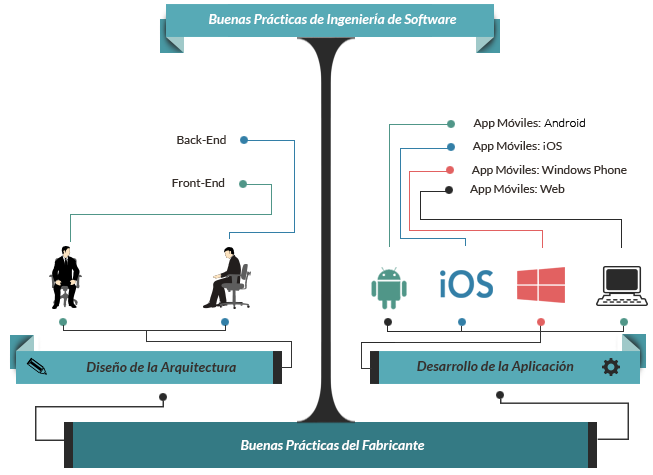 Buenas Prácticas de Ingenieria de Software
Back-End
Front-End
App Móviles: Android
App Móviles: iOS
App Móviles: Windows Phone
App Móviles: Web
iOS
Diseño de la Arquitectura
Desarrollo de la Aplicación
Buenas Prácticas del Fabricante